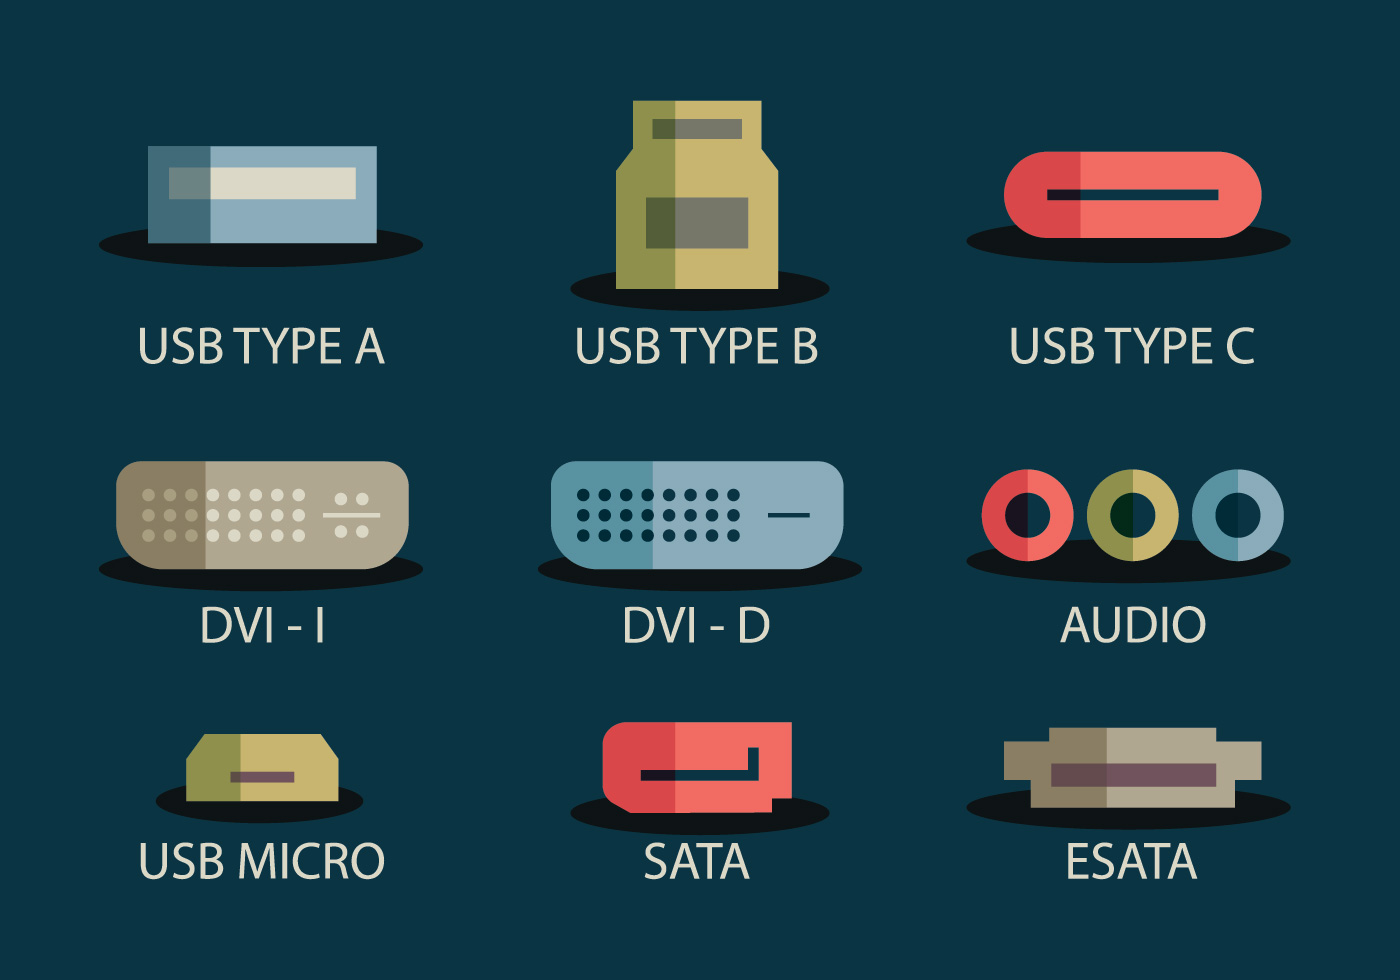 USB TYPE A
USB TYPE B
USB TYPE C
DVI - I
DVI - D
AUDIO
USB MICRO
SATA
ESATA